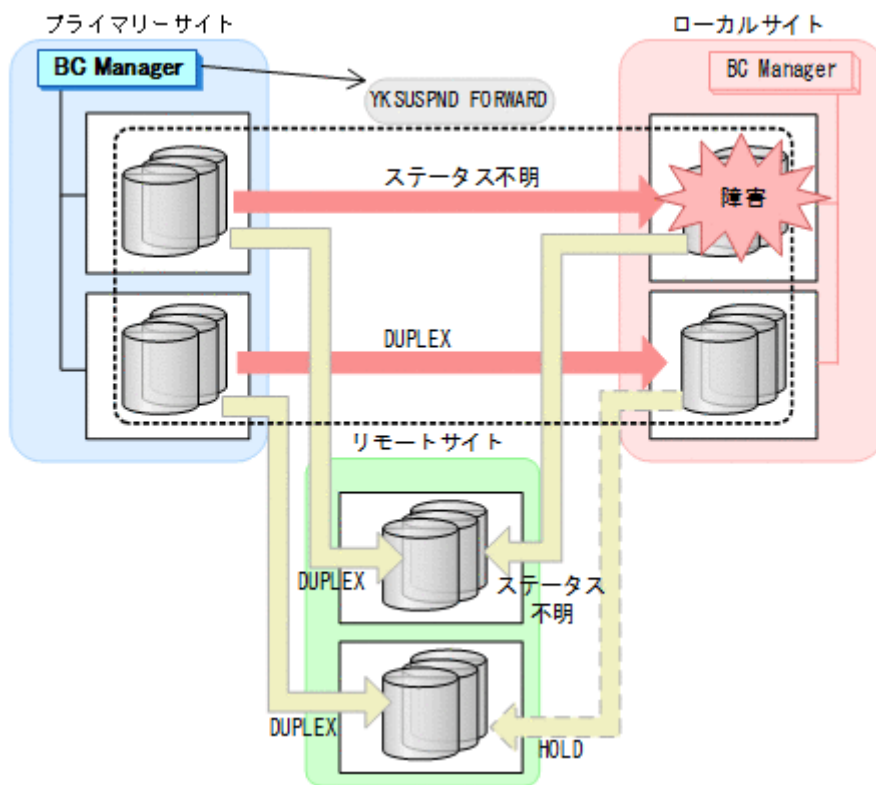 プライマリーサイト
ローカルサイト
BC Manager
BC Manager
YKSUSPND FORWARD
ステータス不明
障害
DUPLEX
リモートサイト
DUPLEX
ステータス
不明
DUPLEX
HOLD